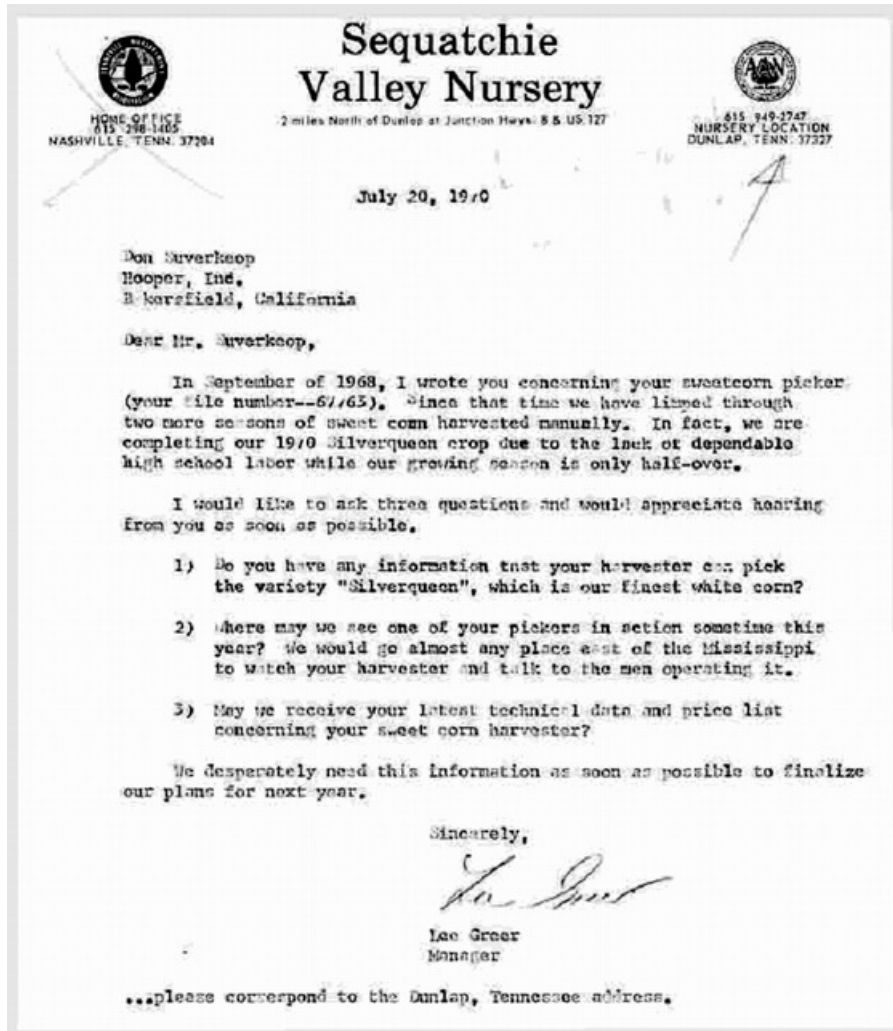 Sequatchie
Valley Nursery
2 miles North of Dunlap at Junction Hwys. 8 & US 127
HOME OFFICE
615 298-1405
NASHVILLE, TENN. 37204
615 949-2747
NURSERY LOCATION
DUNLAP, TENN. 37327
July 20, 1970
Don Suverkoop
Hooper, Ind.
B kersfield, California
Dear Mr. Suverkoop,
In September of 1968, I wrote you concerning your sweetcorn picker
(your file number-- ). Since that time we have limped through
two more seasons of sweet corn harvested manually. In fact, we are
completing our 1970 Silverqueen crop due to the lack of dependable
high school labor while our growing season is only half-over.
I would like to ask three questions and would appreciate hearing
from you as soon as possible.
1) Do you have any information that your harvester can pick
the variety "Silverqueen", which is our finest white corn?
2) Where may we see one of your pickers in action sometime this
year? We would go almost any place east of the Mississippi
to watch your harvester and talk to the men operating it.
3) May we receive your latest technical data and price list
concerning your sweet corn harvester?
We desperately need this information as soon as possible to finalize
our plans for next year.
Sincerely,
Lee Greer
Lee Greer
Manager
...please correspond to the Dunlap, Tennessee address.